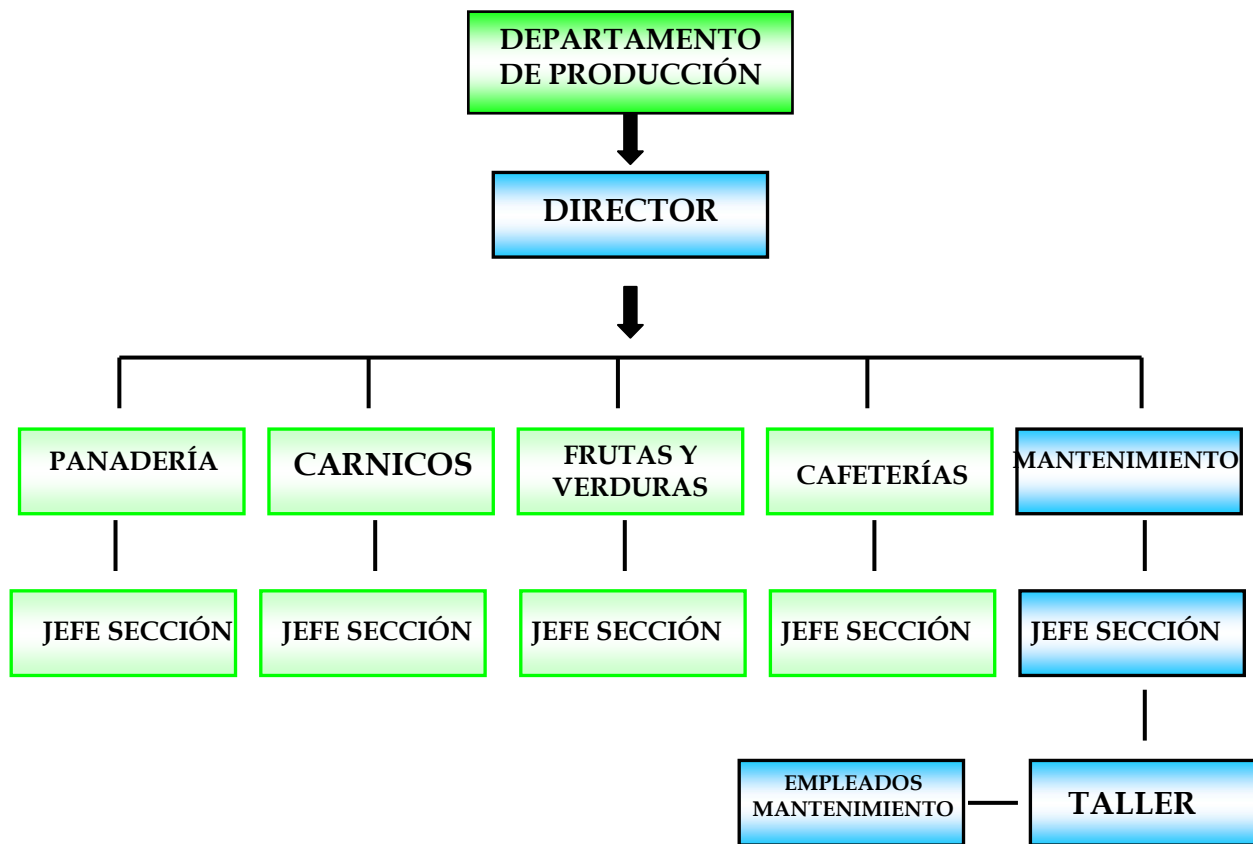 DEPARTAMENTO
DE PRODUCCIÓN
DIRECTOR
PANADERÍA
CARNICOS
FRUTAS Y
VERDURAS
CAFETERÍAS
MANTENIMIENTO
JEFE SECCIÓN
JEFE SECCIÓN
JEFE SECCIÓN
JEFE SECCIÓN
JEFE SECCIÓN
EMPLEADOS
MANTENIMIENTO
TALLER